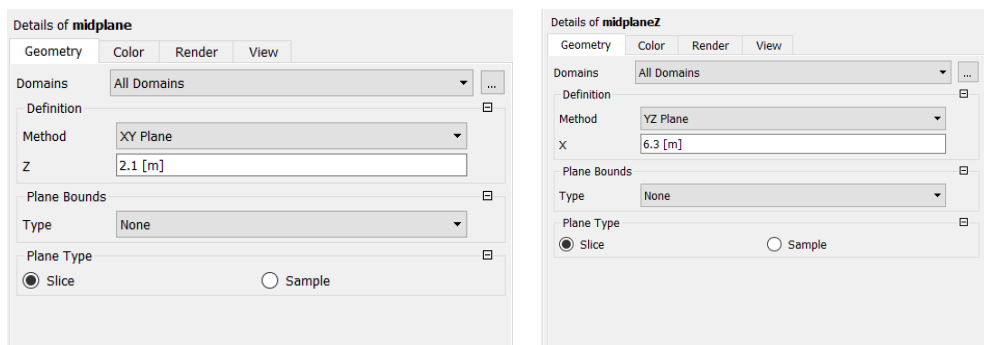 Details of midplane
Geometry Color Render View
Domains All Domains ...
Definition
Method XY Plane
Z 2.1 [m]
Plane Bounds
Type None
Plane Type
Slice Sample
Details of midplaneZ
Geometry Color Render View
Domains All Domains ...
Definition
Method YZ Plane
X 6.3 [m]
Plane Bounds
Type None
Plane Type
Slice Sample